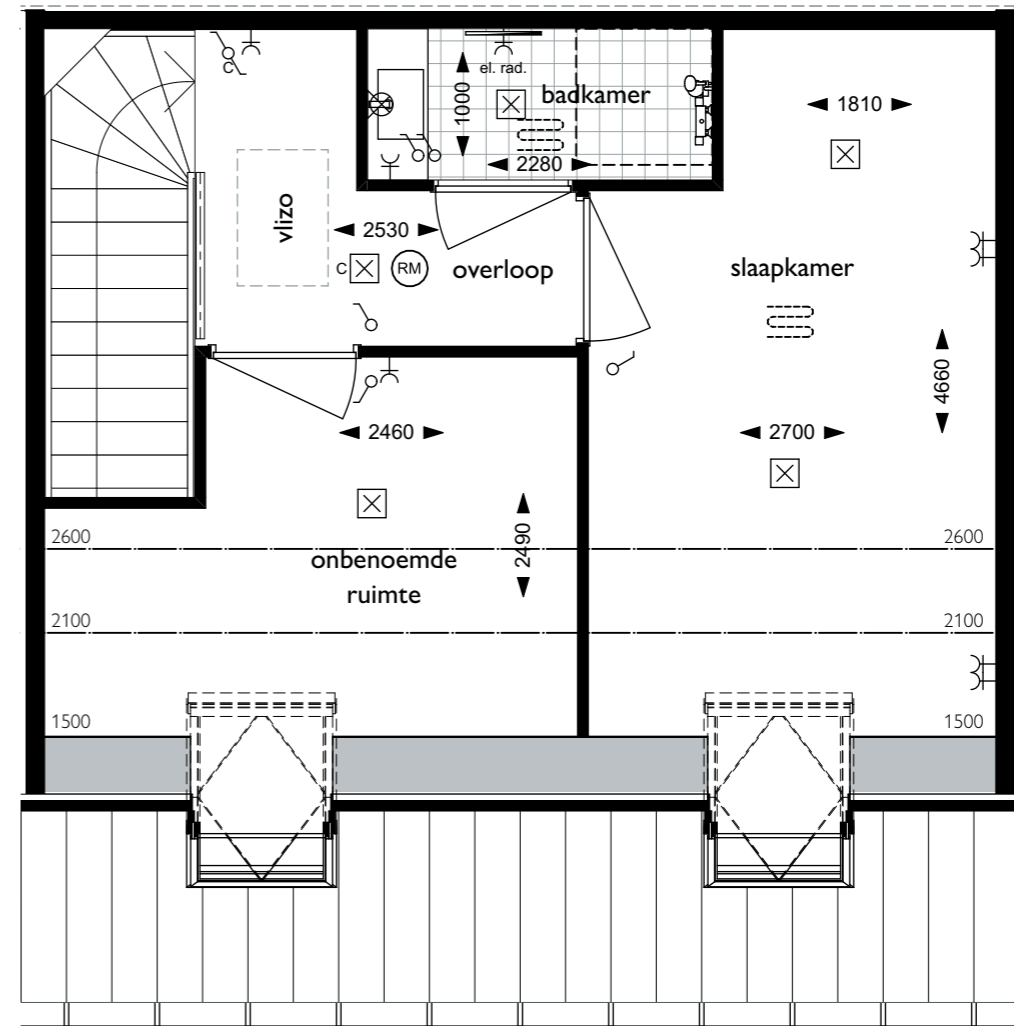 C
el. rad.
badkamer
1000
1810
2280
vlizo
2530
C
RM
overloop
slaapkamer
4660
2460
2700
2490
2600
2600
onbenoemde
ruimte
2100
2100
1500
1500